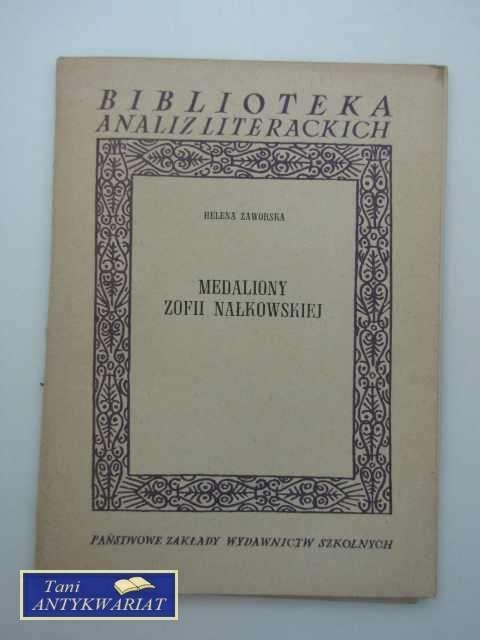 BIBLIOTEKA
ANALIZ LITERACKICH
HELENA ZAWORSKA
MEDALIONY
ZOFII NAŁKOWSKIEJ
PAŃSTWOWE ZAKŁADY WYDAWNICTW SZKOLNYCH
Tani
ANTYKWARIAT